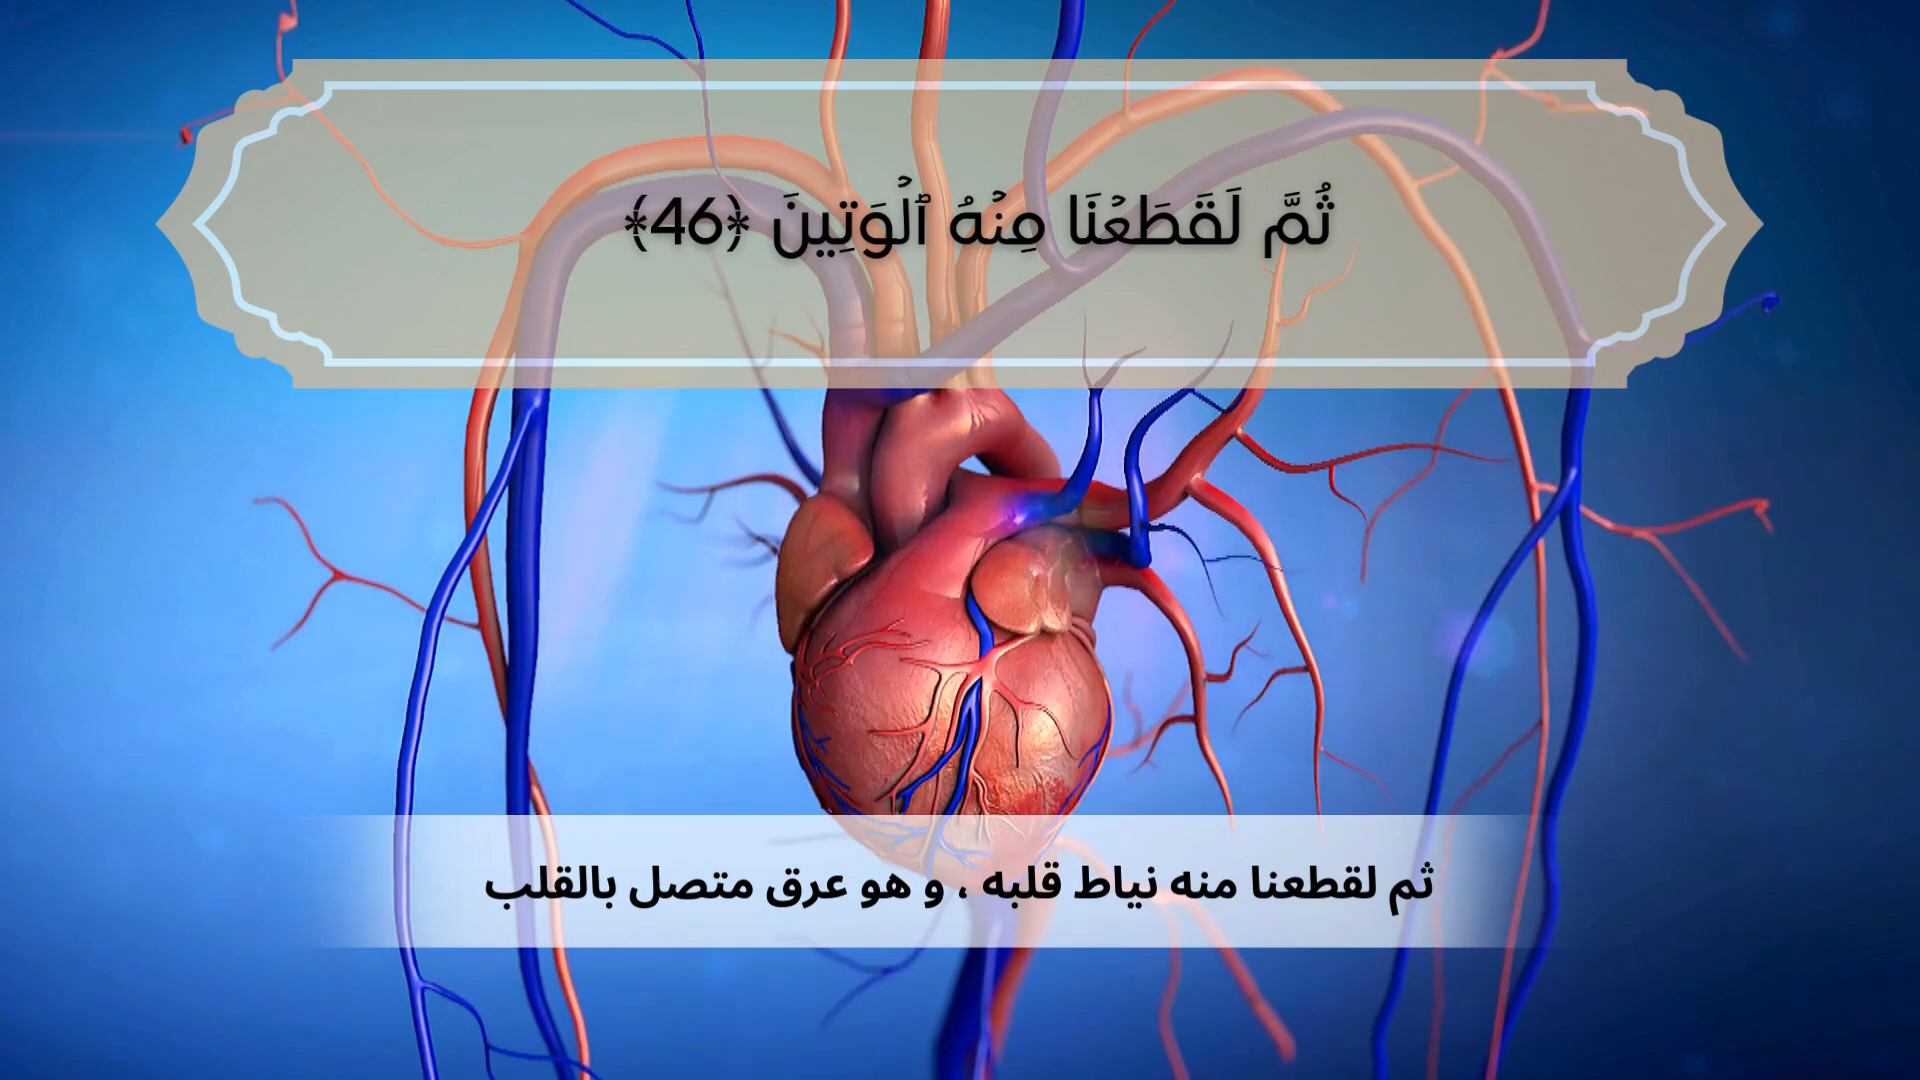 ثُمَّ لَقَطَعۡنَا مِنۡهُ ٱلۡوَتِينَ ﴿46﴾
ثم لقطعنا منه نياط قلبه ، و هو عرق متصل بالقلب